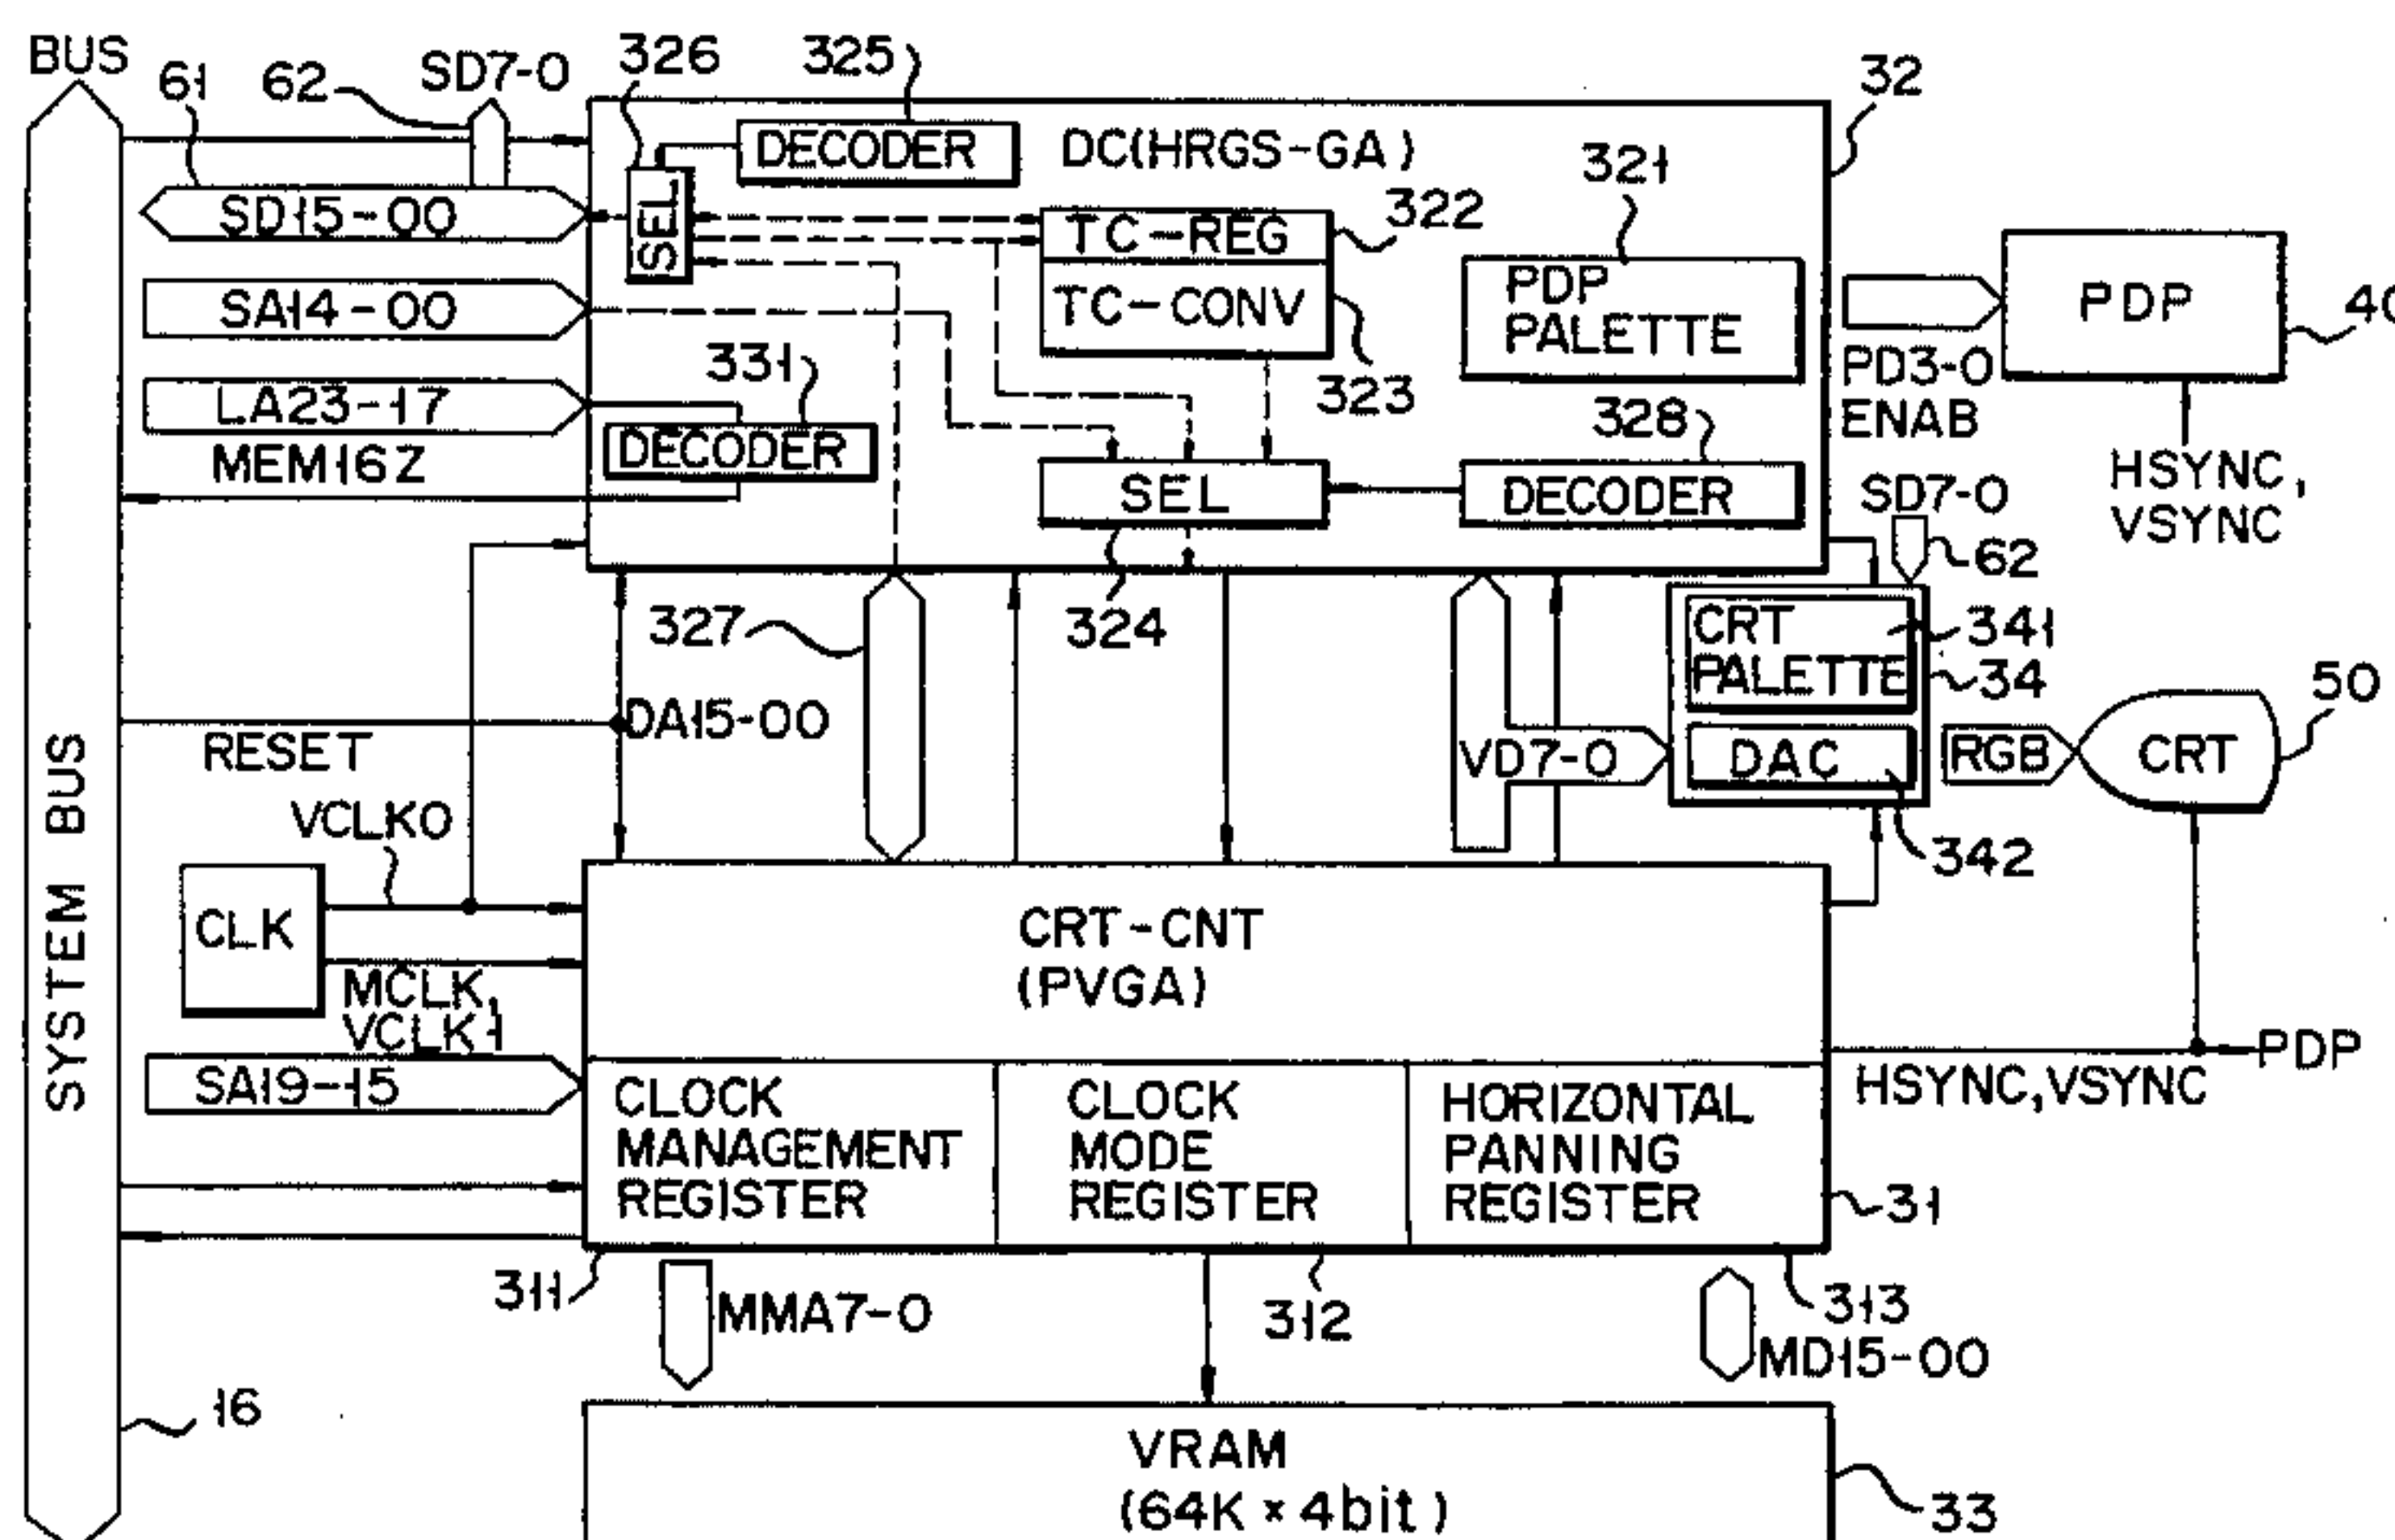 BUS
61
62
SD7-0
326
325
32
DECODER
DC(HRGS-GA)
321
SD15-00
SEL
TC-REG
322
PDP
PALETTE
PDP
SA14-00
TC-CONV
331
323
PD3-0
ENAB
LA23-17
328
MEM16Z
DECODER
SEL
DECODER
SD7-0
HSYNC,
VSYNC
62
327
324
CRT
PALETTE
341
34
50
DA15-00
RESET
VD7-0
DAC
RGB
CRT
VCLK0
342
SYSTEM BUS
CLK
CRT-CNT
(PVGA)
MCLK,
VCLK1
PDP
HSYNC,VSYNC
SA19-15
CLOCK
MANAGEMENT
REGISTER
CLOCK
MODE
REGISTER
HORIZONTAL
PANNING
REGISTER
31
311
MMA7-0
312
313
MD15-00
16
VRAM
(64K x 4bit)
33